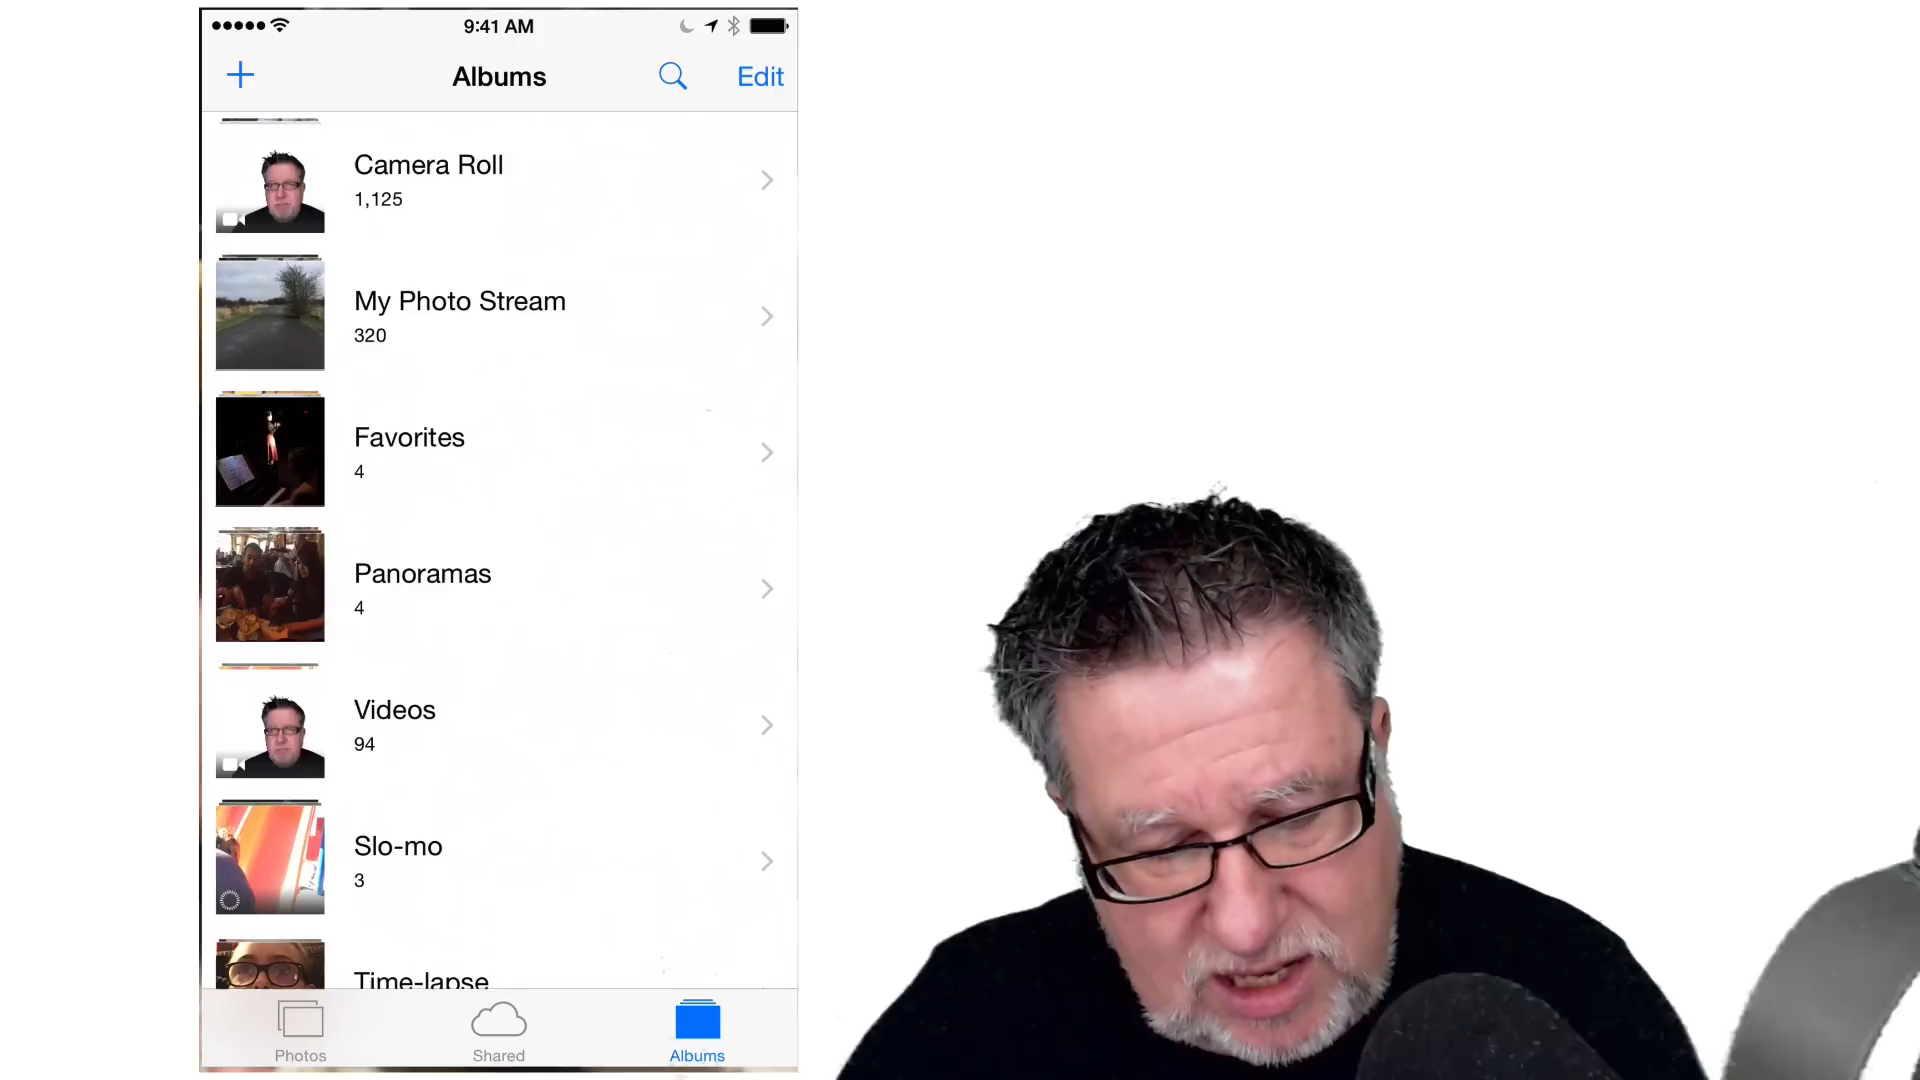 9:41 AM
Albums
Edit
Camera Roll
1,125
My Photo Stream
320
Favorites
4
Panoramas
4
Videos
94
Slo-mo
3
Time-lapse
Photos
Shared
Albums